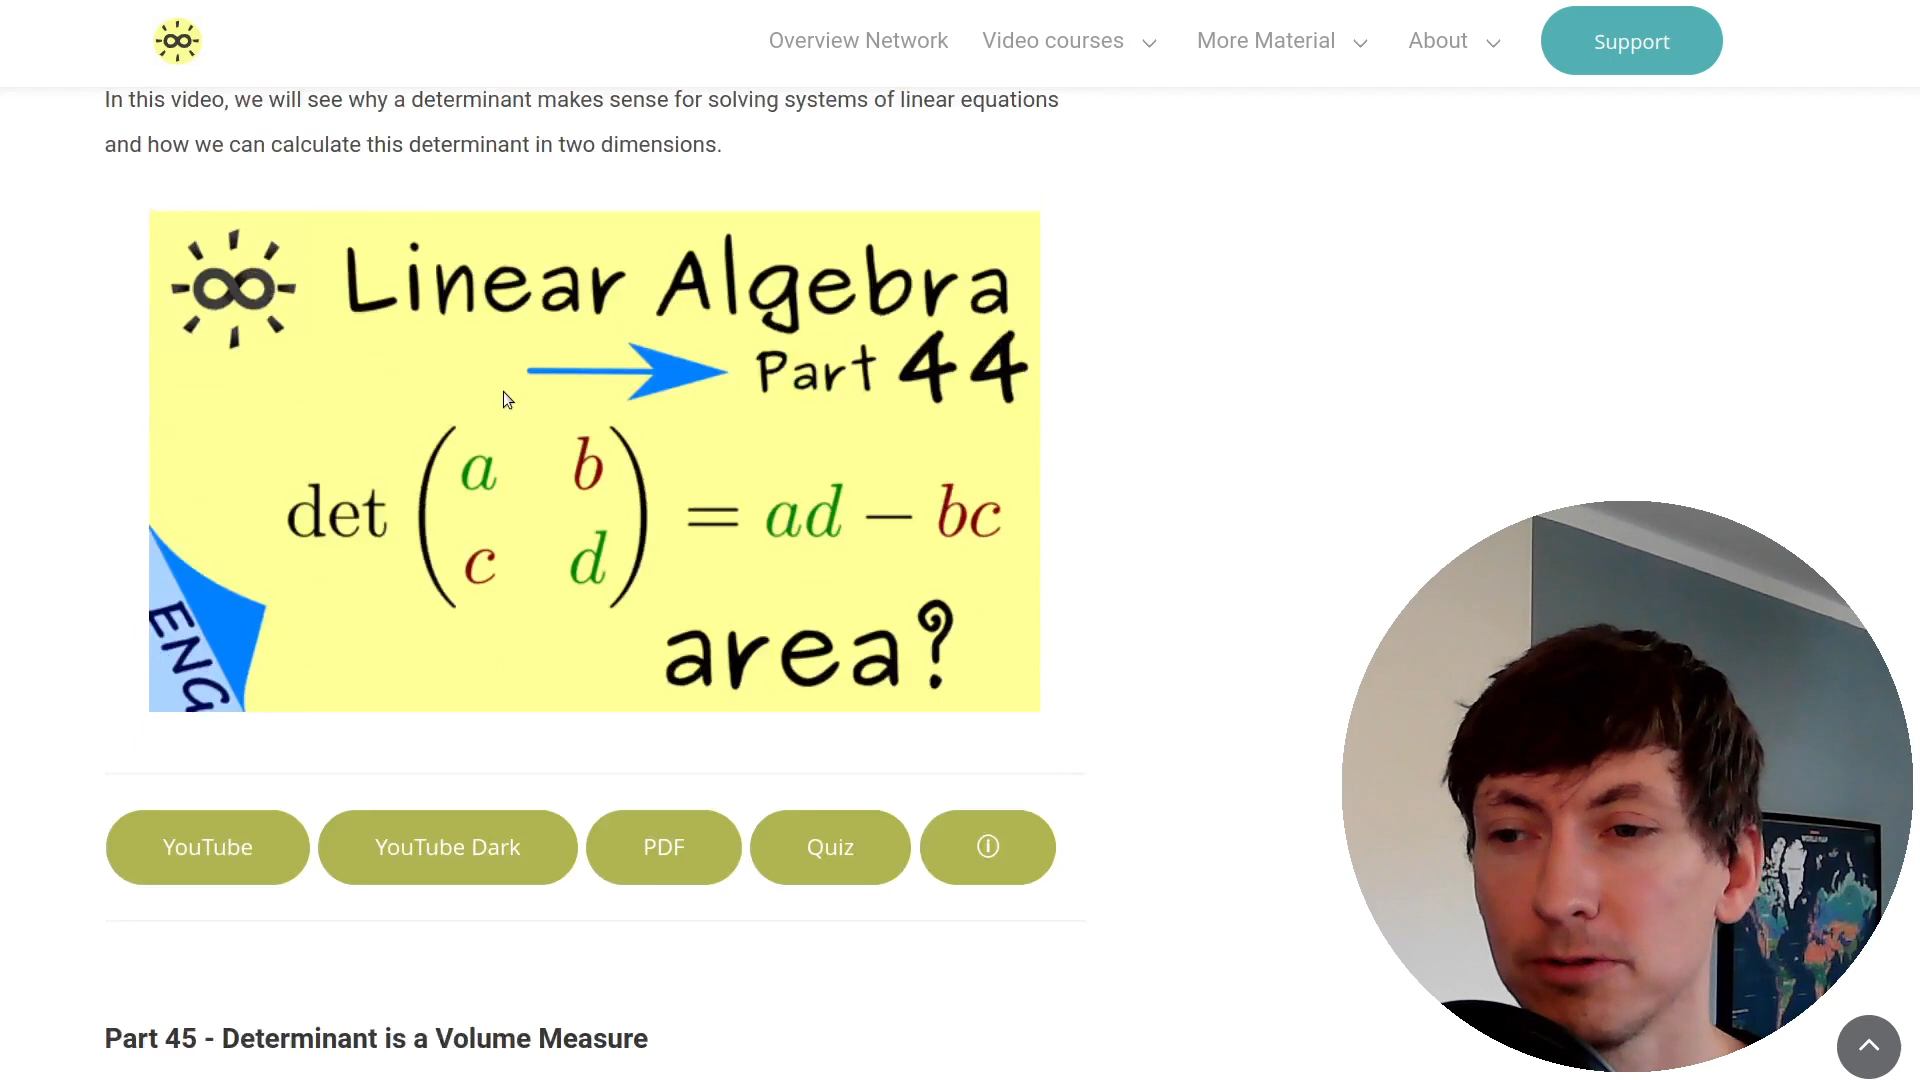 Overview Network Video courses More Material About Support
In this video, we will see why a determinant makes sense for solving systems of linear equations
and how we can calculate this determinant in two dimensions.
Linear Algebra
Part 44
det ( a b
c d ) = ad − bc
area?
ENG
YouTube YouTube Dark PDF Quiz
Part 45 - Determinant is a Volume Measure
WORLD MAP